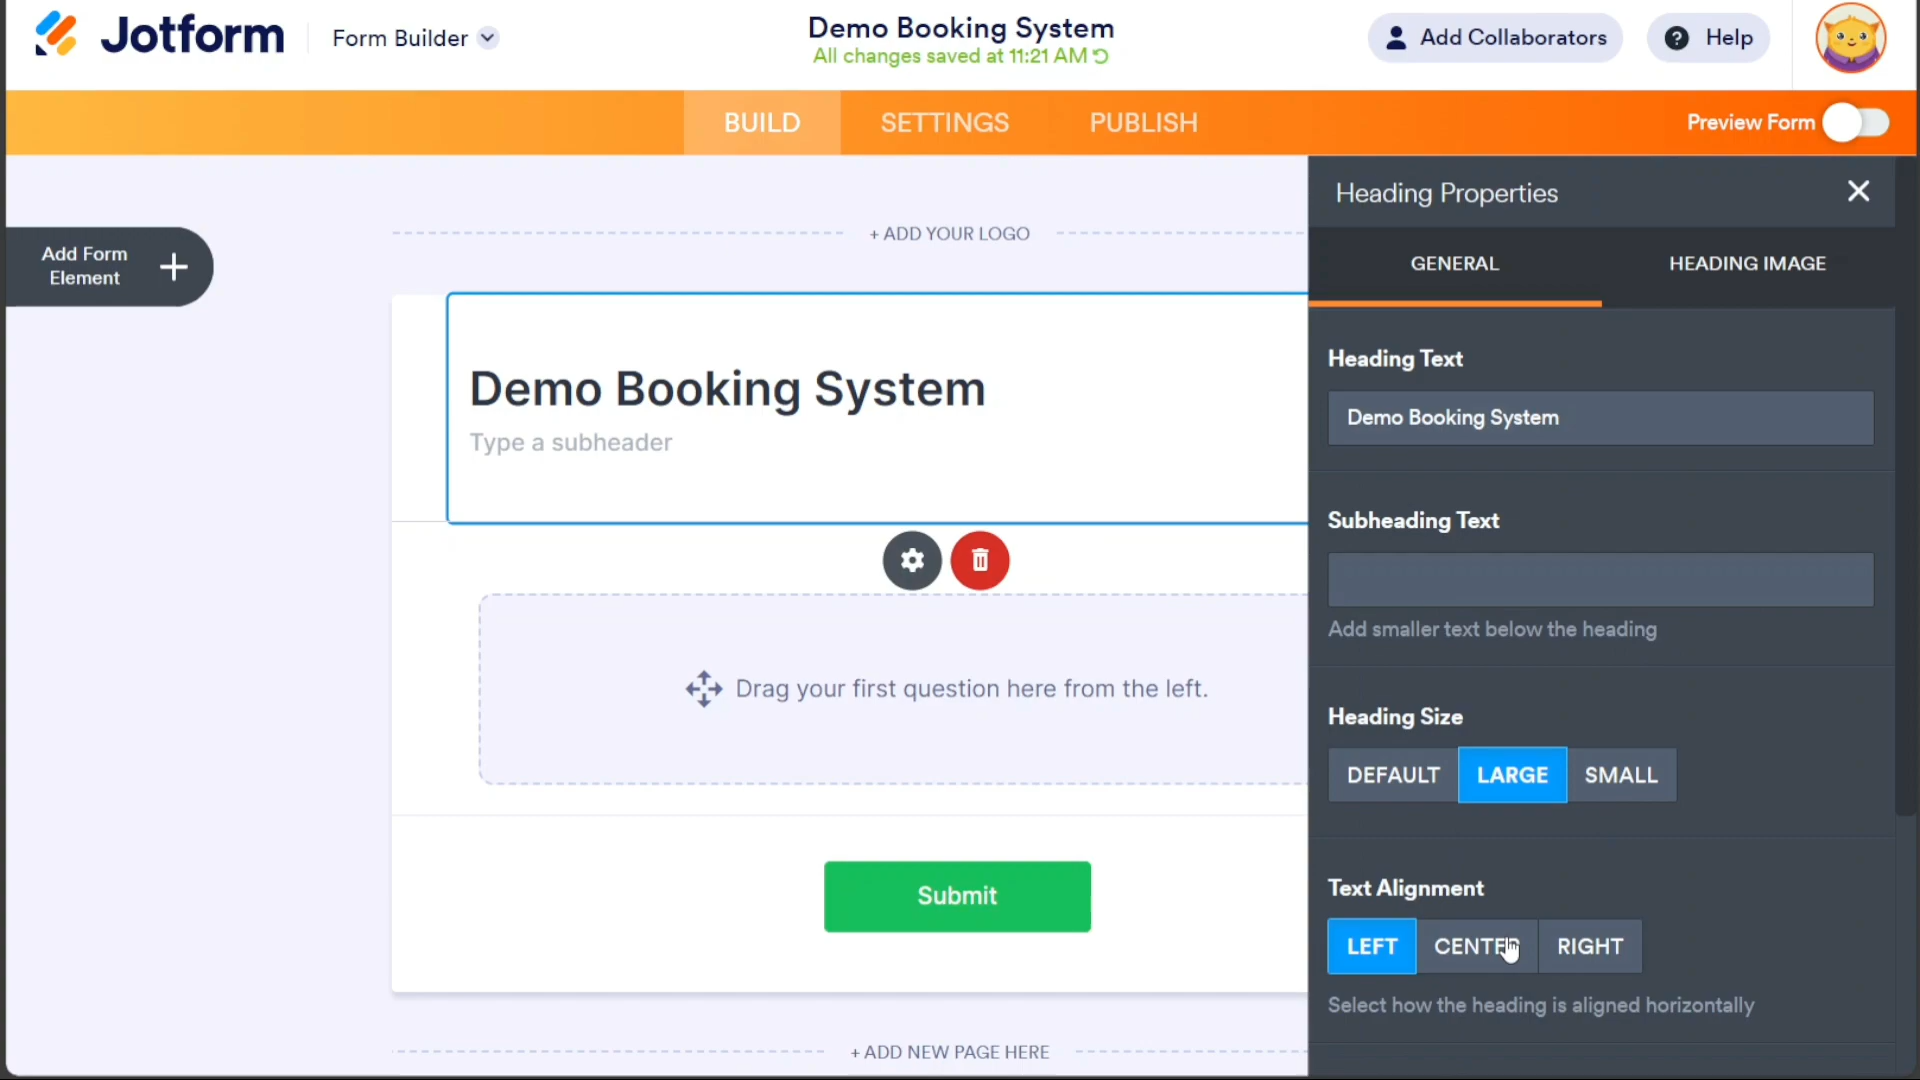 Jotform
Form Builder
Demo Booking System
All changes saved at 11:21 AM
Add Collaborators
Help
BUILD
SETTINGS
PUBLISH
Preview Form
Add Form
Element
+ ADD YOUR LOGO
Demo Booking System
Type a subheader
Drag your first question here from the left.
Submit
+ ADD NEW PAGE HERE
Heading Properties
GENERAL
HEADING IMAGE
Heading Text
Demo Booking System
Subheading Text
Add smaller text below the heading
Heading Size
DEFAULT
LARGE
SMALL
Text Alignment
LEFT
CENTER
RIGHT
Select how the heading is aligned horizontally